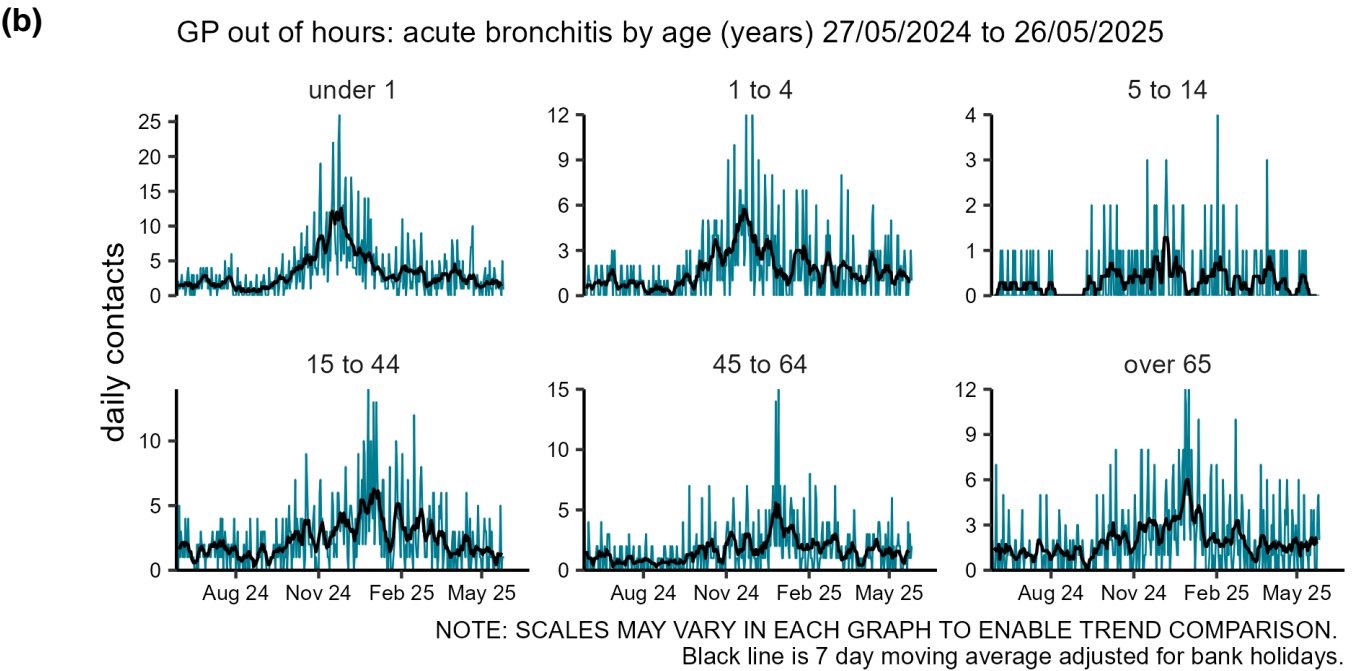 (b)
GP out of hours: acute bronchitis by age (years) 27/05/2024 to 26/05/2025
daily contacts
under 1
25
20
15
10
5
0
1 to 4
12
9
6
3
0
5 to 14
4
3
2
1
0
15 to 44
10
5
0
Aug 24 Nov 24 Feb 25 May 25
45 to 64
15
10
5
0
Aug 24 Nov 24 Feb 25 May 25
over 65
12
9
6
3
0
Aug 24 Nov 24 Feb 25 May 25
NOTE: SCALES MAY VARY IN EACH GRAPH TO ENABLE TREND COMPARISON.
Black line is 7 day moving average adjusted for bank holidays.